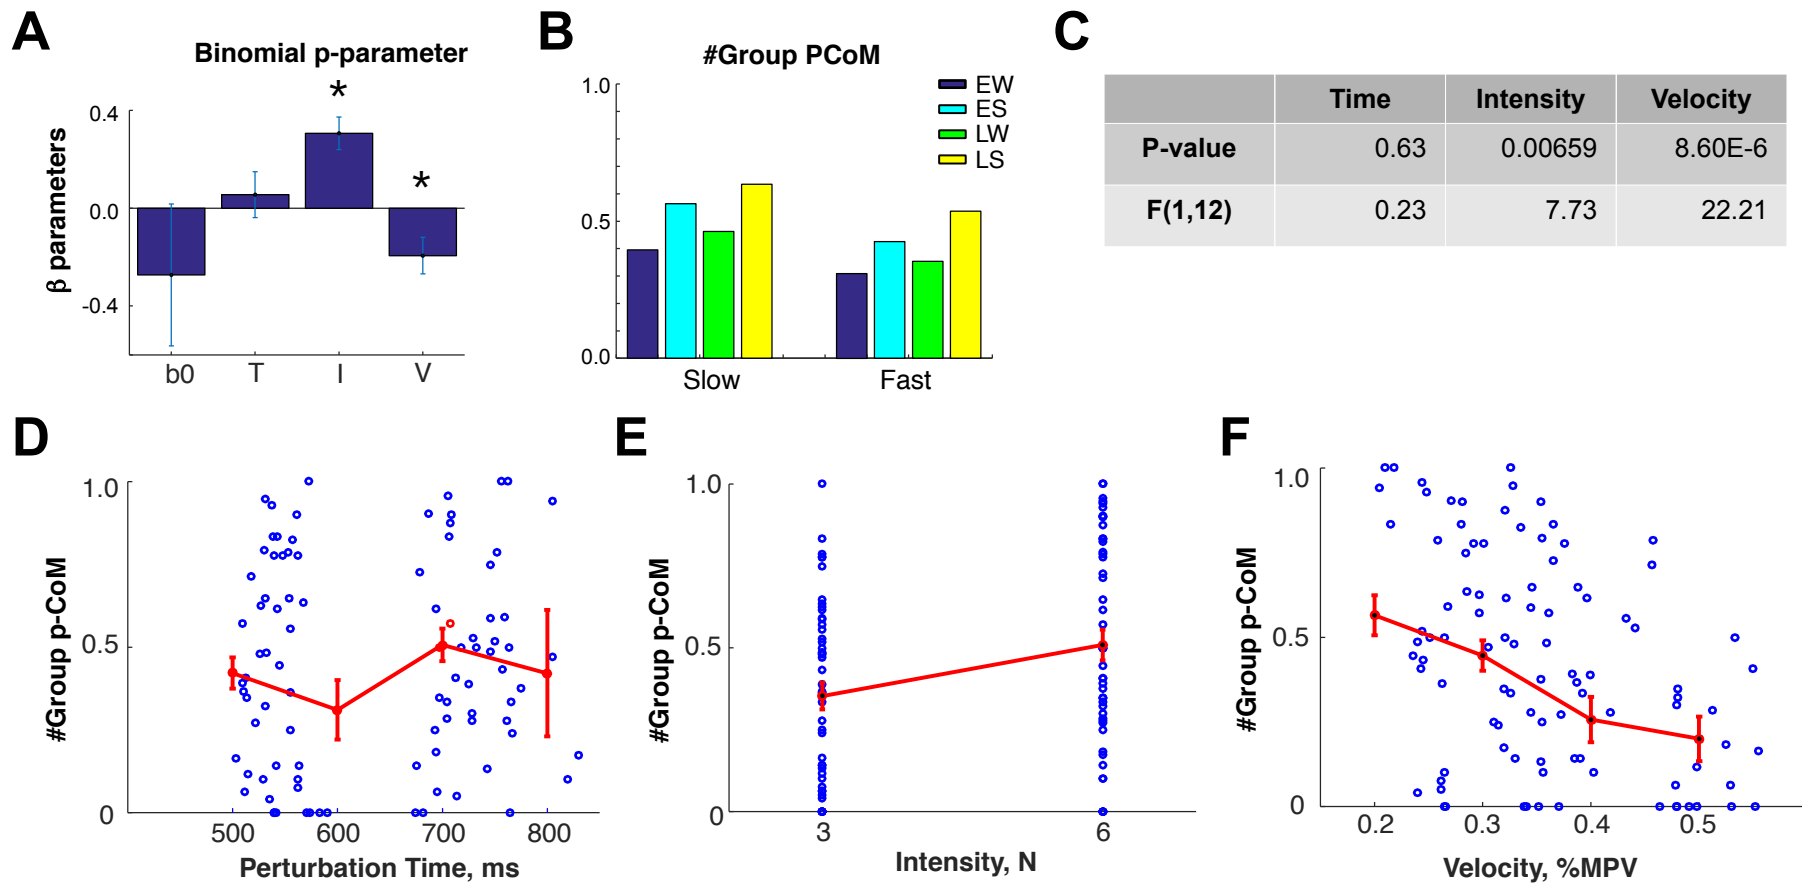 A
Binomial p-parameter
*
*
0.4
0.0
-0.4
β parameters
b0 T I V
B
#Group PCoM
1.0
0.5
0.0
EW
ES
LW
LS
Slow Fast
C
Time Intensity Velocity
P-value 0.63 0.00659 8.60E-6
F(1,12) 0.23 7.73 22.21
D
#Group p-CoM
1.0
0.5
0
500 600 700 800
Perturbation Time, ms
E
#Group p-CoM
1.0
0.5
0
3 6
Intensity, N
F
#Group p-CoM
1.0
0.5
0
0.2 0.3 0.4 0.5
Velocity, %MPV